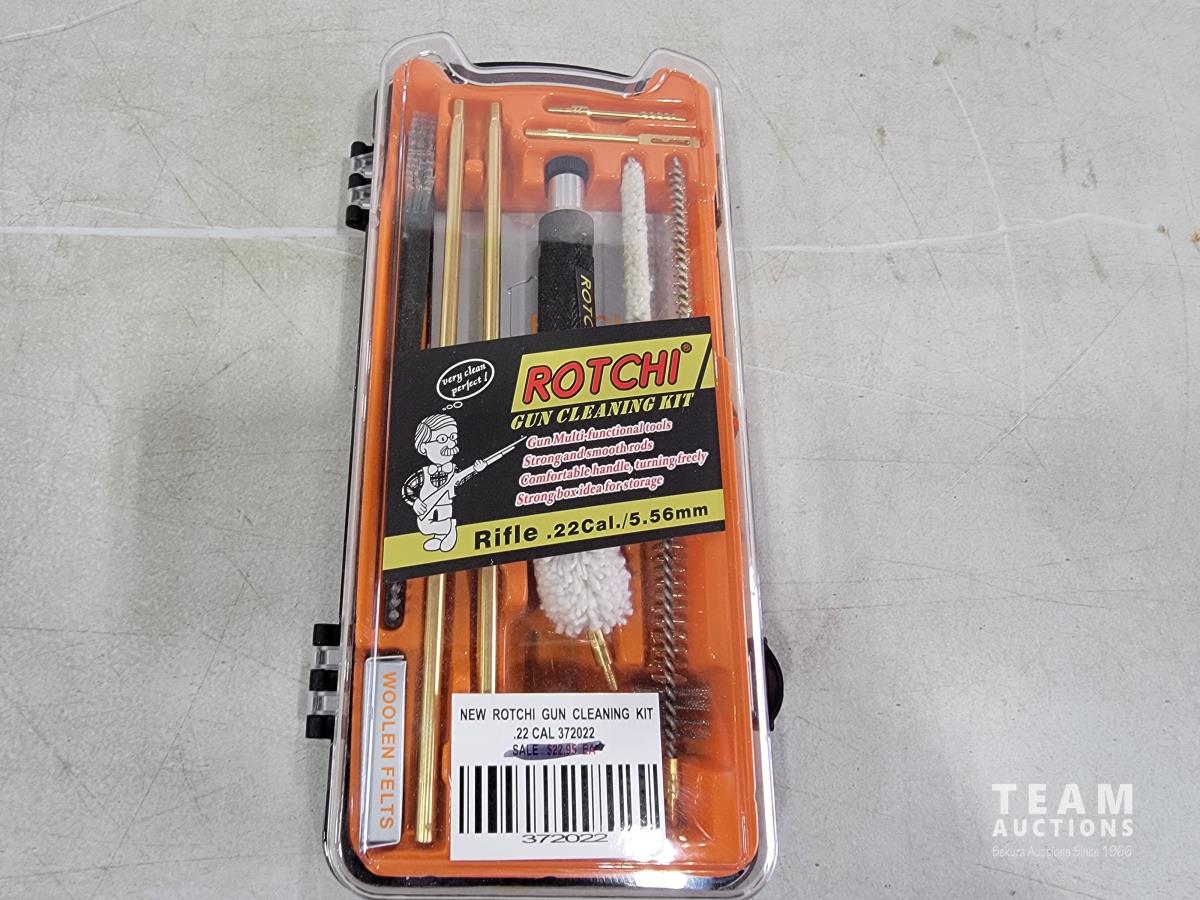 ROTC
very clean
perfect !
ROTCHI®
GUN CLEANING KIT
Gun Multi-functional tools
Strong and smooth rods
Comfortable handle, turning freely
Strong box idea for storage
Rifle .22Cal./5.56mm
WOOLEN FELTS
NEW ROTCHI GUN CLEANING KIT
.22 CAL 372022
SALE $22.95 EA
372022
TEAM
AUCTIONS
Bekura Auctions Since 1966